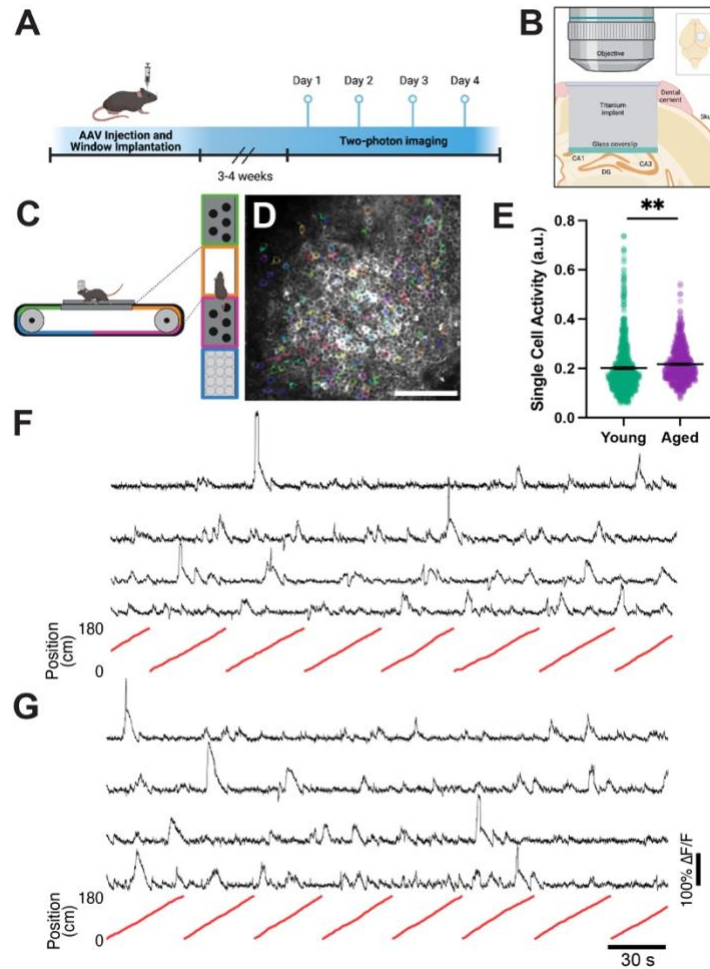 A
Day 1 Day 2 Day 3 Day 4
AAV Injection and
Window Implantation
Two-photon imaging
3-4 weeks
B
Objective
Titanium
implant
Dental
cement
Glass coverslip
CA1
CA3
DG
C
D
E
**
Single Cell Activity (a.u.)
0.8
0.6
0.4
0.2
0.0
Young Aged
F
Position
(cm)
180
0
G
100% ΔF/F
Position
(cm)
180
0
30 s